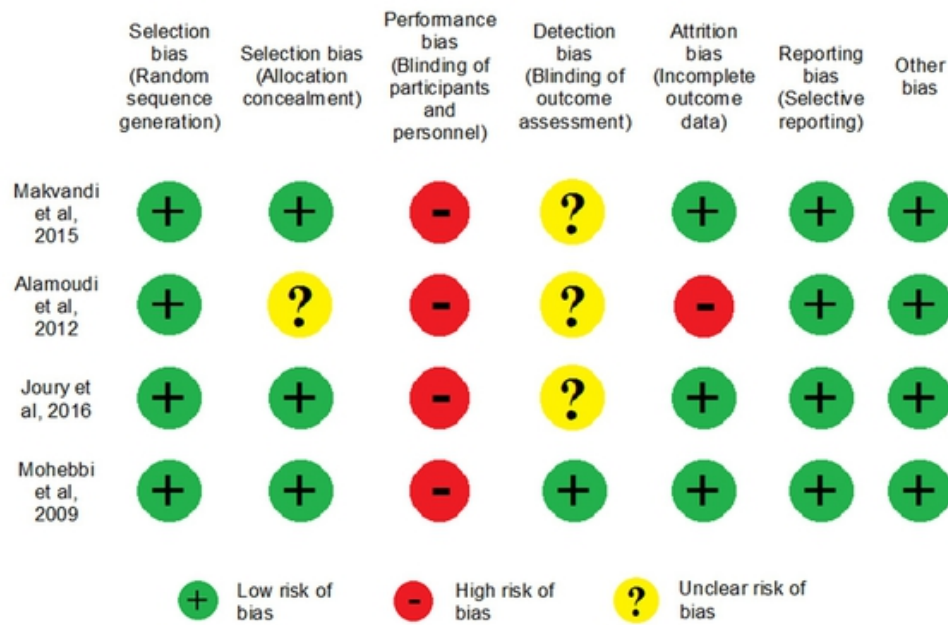 Selection
bias
(Random
sequence
generation)
Selection bias
(Allocation
concealment)
Performance
bias
(Blinding of
participants
and
personnel)
Detection
bias
(Blinding of
outcome
assessment)
Attrition
bias
(Incomplete
outcome
data)
Reporting
bias
(Selective
reporting)
Other
bias
Makvandi
et al,
2015
+ + - ? + + +
Alamoudi
et al,
2012
+ ? - ? - + +
Joury et
al, 2016
+ + - ? + + +
Mohebbi
et al,
2009
+ + - + + + +
+ Low risk of
bias
- High risk of
bias
? Unclear risk of
bias